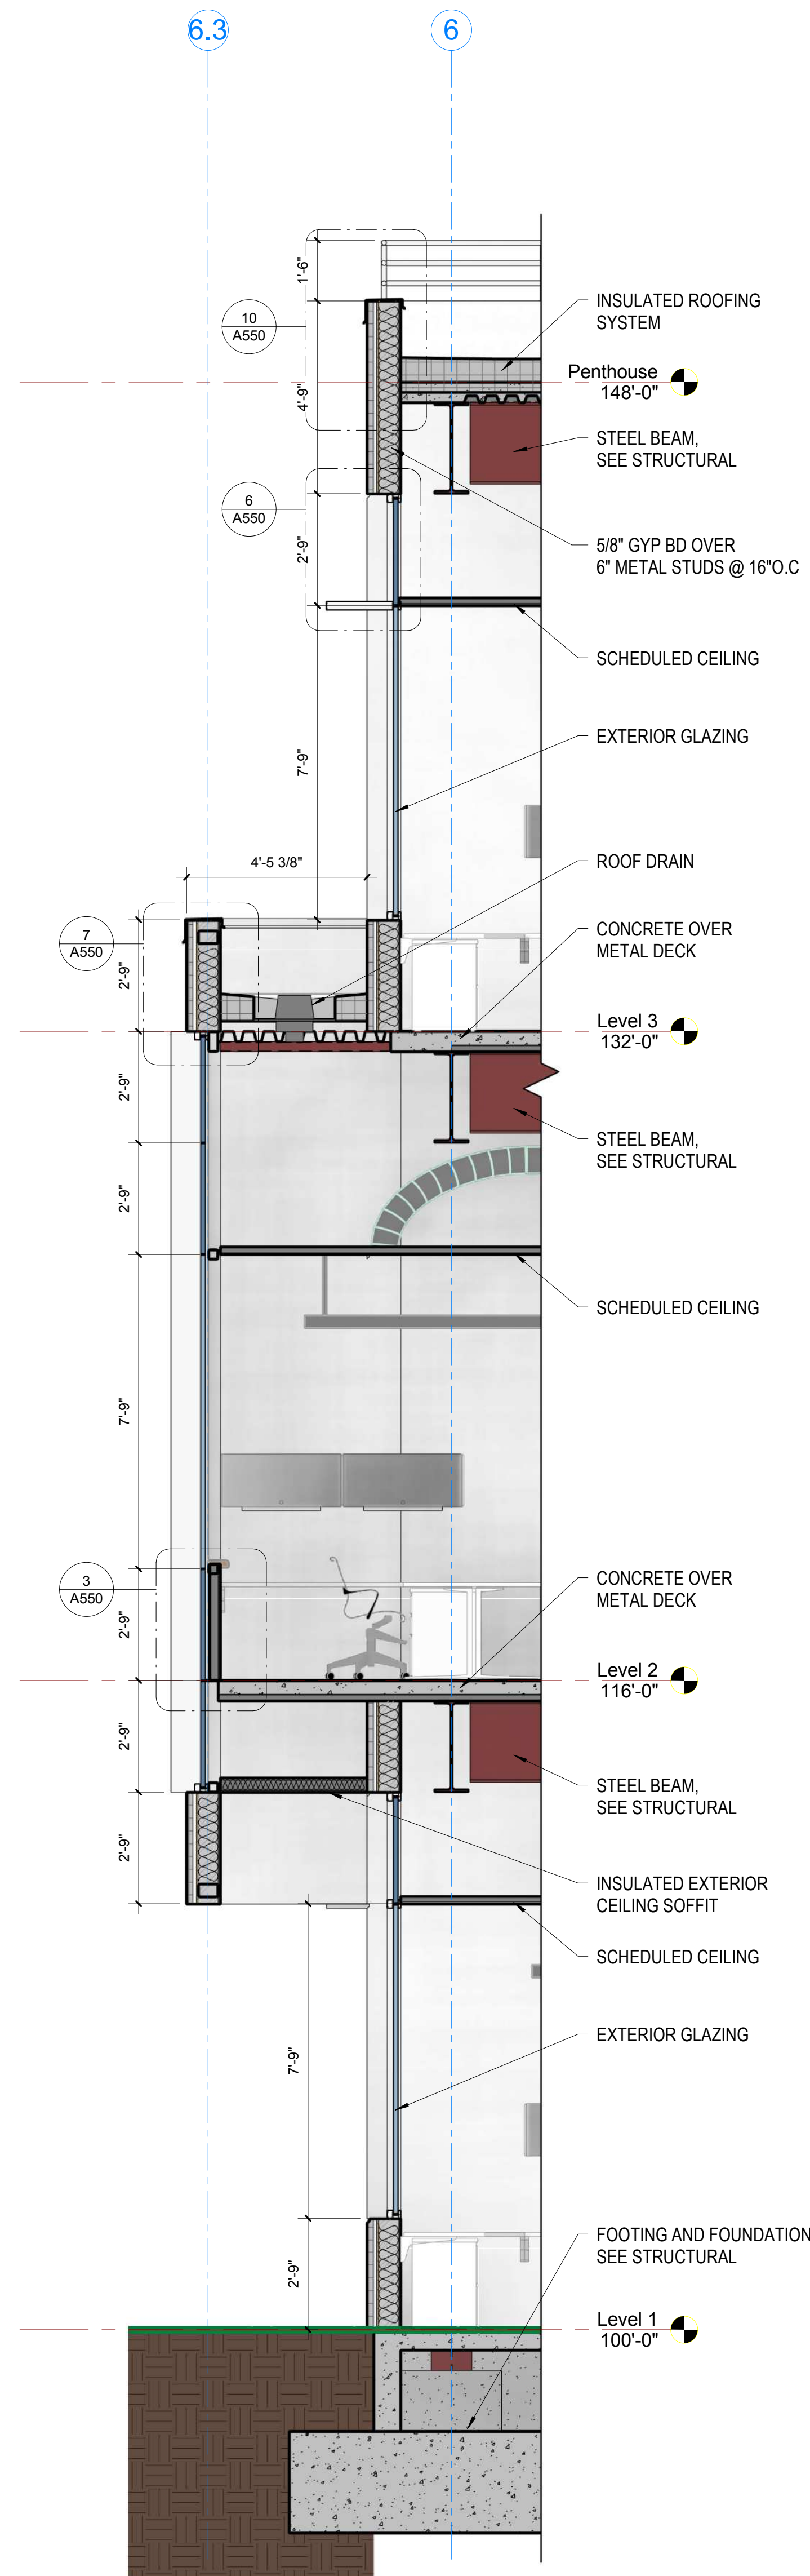 6.3
6
1'-6"
INSULATED ROOFING
SYSTEM
10
A550
Penthouse
148'-0"
4'-9"
STEEL BEAM,
SEE STRUCTURAL
6
A550
2'-9"
5/8" GYP BD OVER
6" METAL STUDS @ 16"O.C
SCHEDULED CEILING
EXTERIOR GLAZING
7'-9"
4'-5 3/8"
ROOF DRAIN
7
A550
2'-9"
CONCRETE OVER
METAL DECK
Level 3
132'-0"
2'-9"
STEEL BEAM,
SEE STRUCTURAL
2'-9"
SCHEDULED CEILING
7'-9"
3
A550
2'-9"
CONCRETE OVER
METAL DECK
Level 2
116'-0"
2'-9"
STEEL BEAM,
SEE STRUCTURAL
2'-9"
INSULATED EXTERIOR
CEILING SOFFIT
SCHEDULED CEILING
EXTERIOR GLAZING
7'-9"
2'-9"
FOOTING AND FOUNDATION
SEE STRUCTURAL
Level 1
100'-0"